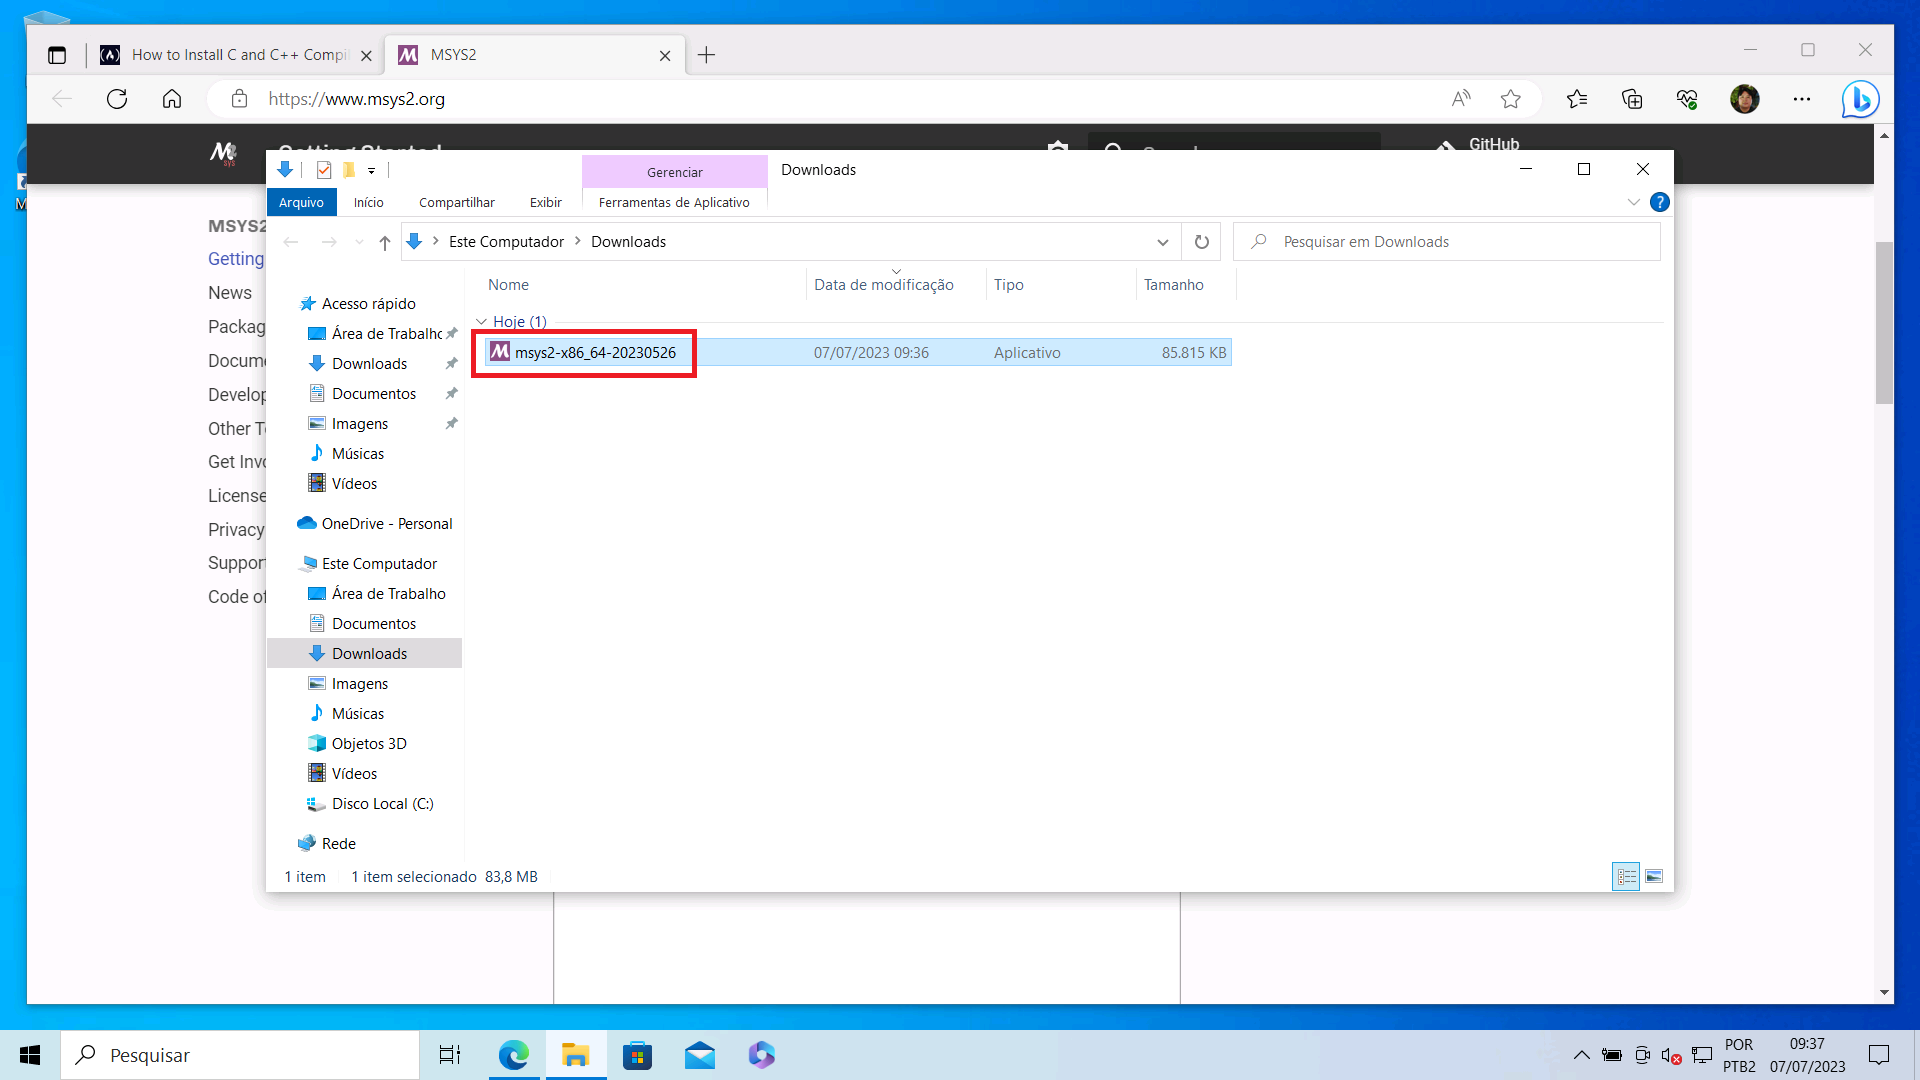 How to Install C and C++ Compi
MSYS2
https://www.msys2.org
GitHub
MSYS2
Getting
News
Packag
Docume
Develop
Other T
Get Invo
License
Privacy
Support
Code of
Gerenciar
Downloads
Arquivo
Início
Compartilhar
Exibir
Ferramentas de Aplicativo
Este Computador
Downloads
Pesquisar em Downloads
Nome
Data de modificação
Tipo
Tamanho
Hoje (1)
msys2-x86_64-20230526
07/07/2023 09:36
Aplicativo
85.815 KB
Acesso rápido
Área de Trabalho
Downloads
Documentos
Imagens
Músicas
Vídeos
OneDrive - Personal
Este Computador
Área de Trabalho
Documentos
Downloads
Imagens
Músicas
Objetos 3D
Vídeos
Disco Local (C:)
Rede
1 item
1 item selecionado 83,8 MB
Pesquisar
POR
PTB2
09:37
07/07/2023